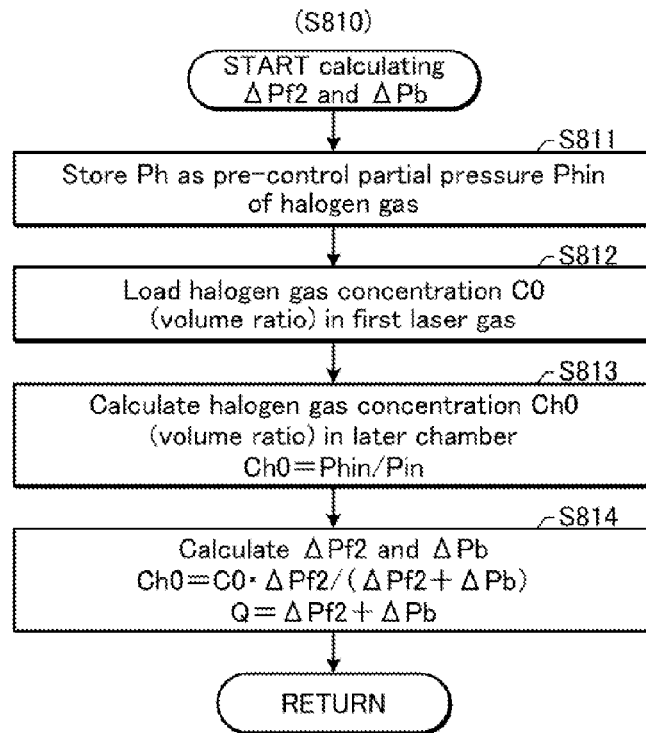 (S810)
START calculating
ΔPf2 and ΔPb
S811
Store Ph as pre-control partial pressure Phin
of halogen gas
S812
Load halogen gas concentration C0
(volume ratio) in first laser gas
S813
Calculate halogen gas concentration Ch0
(volume ratio) in later chamber
Ch0=Phin/Pin
S814
Calculate ΔPf2 and ΔPb
Ch0=C0·ΔPf2/(ΔPf2+ΔPb)
Q=ΔPf2+ΔPb
RETURN